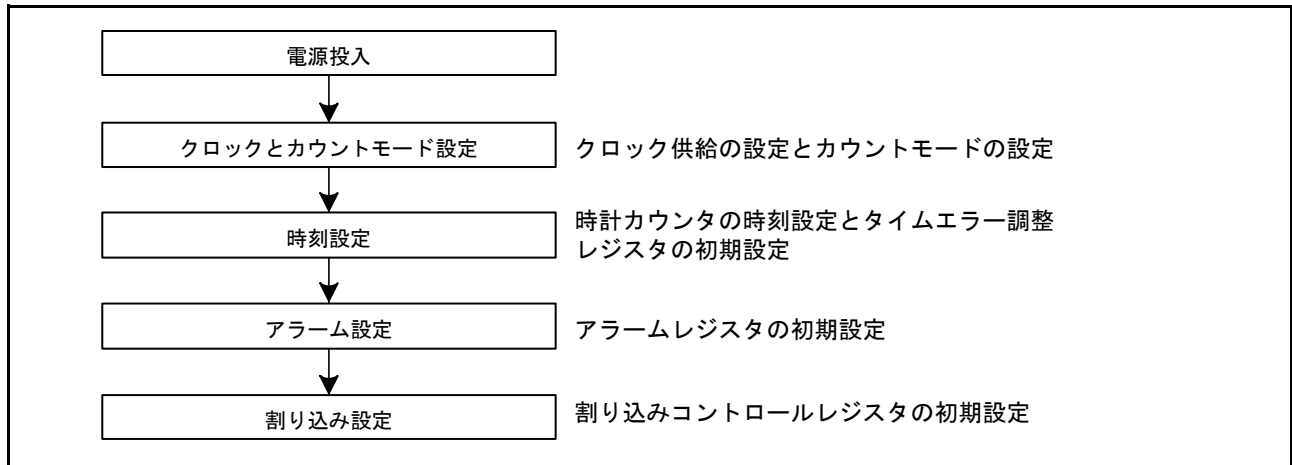 電源投入
クロックとカウントモード設定
クロック供給の設定とカウントモードの設定
時刻設定
時計カウンタの時刻設定とタイムエラー調整
レジスタの初期設定
アラーム設定
アラームレジスタの初期設定
割り込み設定
割り込みコントロールレジスタの初期設定